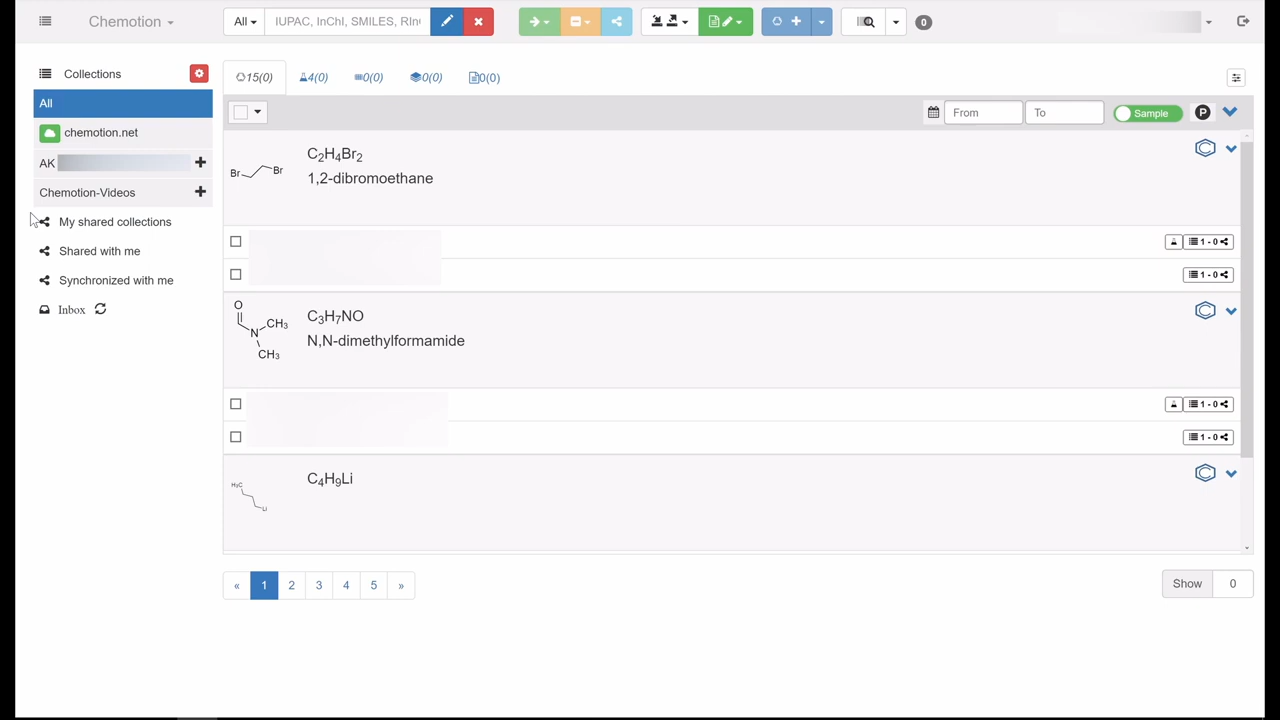 Chemotion
All
IUPAC, InChI, SMILES, RIn
0
Collections
All
chemotion.net
AK
Chemotion-Videos
My shared collections
Shared with me
Synchronized with me
Inbox
15(0) 4(0) 0(0) 0(0) 0(0)
From To Sample P
C₂H₄Br₂
1,2-dibromoethane
Br Br
1 - 0
1 - 0
C₃H₇NO
N,N-dimethylformamide
O
CH₃
N
CH₃
1 - 0
1 - 0
C₄H₉Li
H₃C
Li
« 1 2 3 4 5 »
Show 0